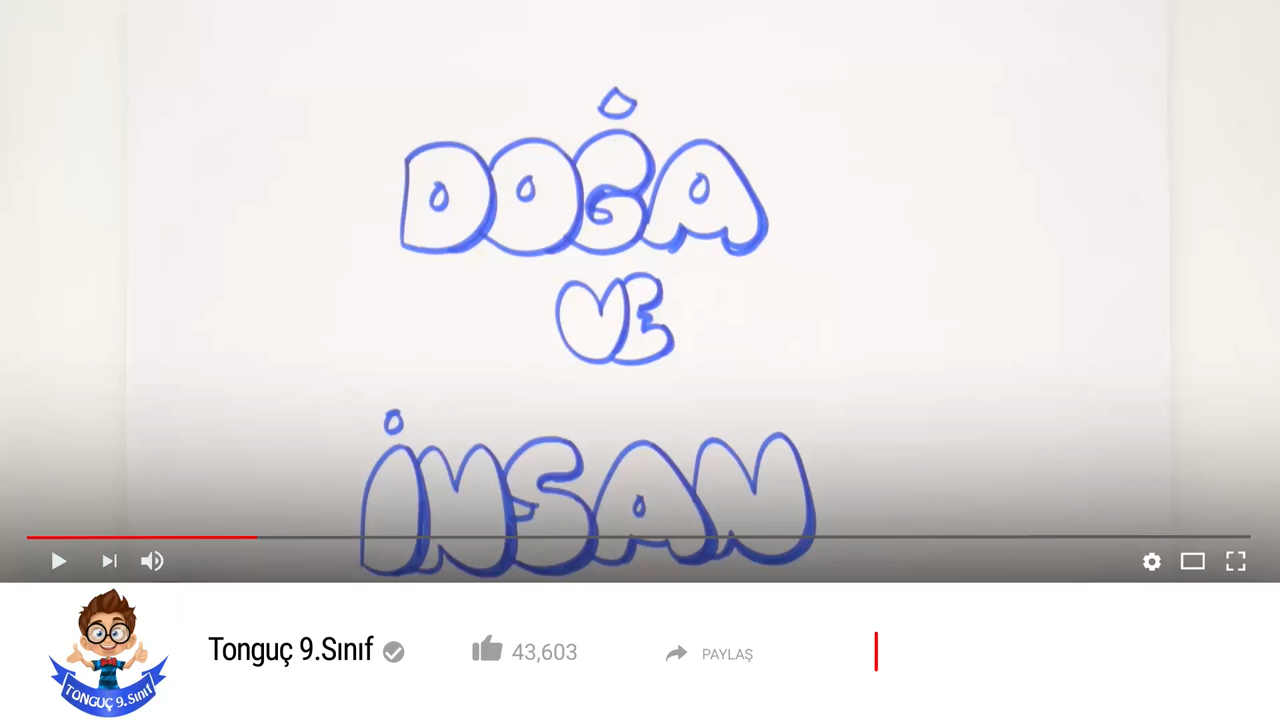 DOĞA
VE
İNSAN
TONGUÇ 9.Sınıf
Tonguç 9.Sınıf
43,603
PAYLAŞ